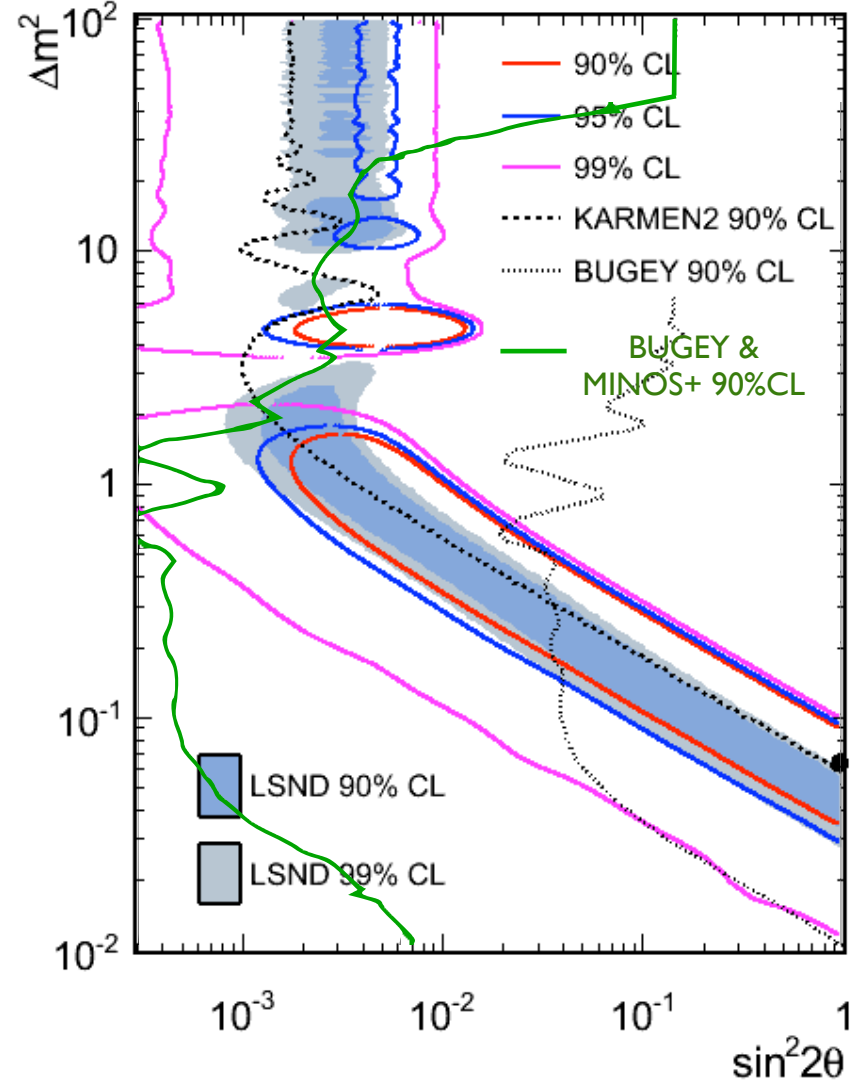 Δm²
10²
10
1
10⁻¹
10⁻²
90% CL
95% CL
99% CL
KARMEN2 90% CL
BUGEY 90% CL
BUGEY &
MINOS+ 90%CL
LSND 90% CL
LSND 99% CL
10⁻³ 10⁻² 10⁻¹ 1
sin²2θ